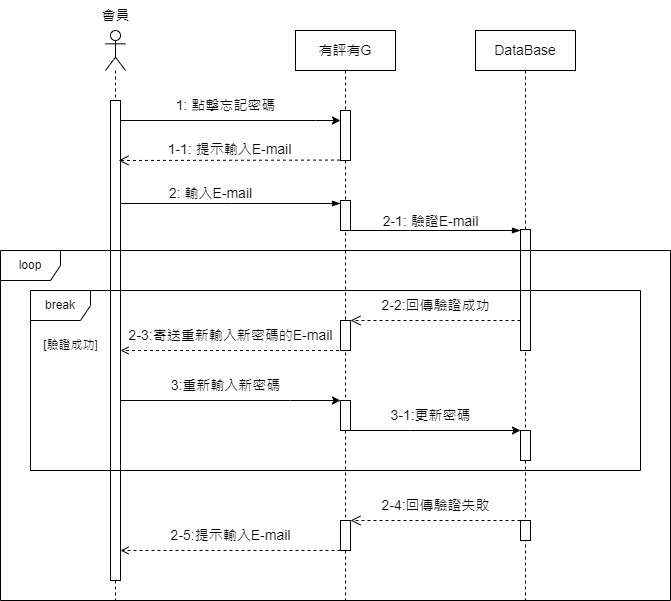 會員
有評有G
DataBase
1: 點擊忘記密碼
1-1: 提示輸入E-mail
2: 輸入E-mail
2-1: 驗證E-mail
loop
break
2-2:回傳驗證成功
2-3:寄送重新輸入新密碼的E-mail
[驗證成功]
3:重新輸入新密碼
3-1:更新密碼
2-4:回傳驗證失敗
2-5:提示輸入E-mail